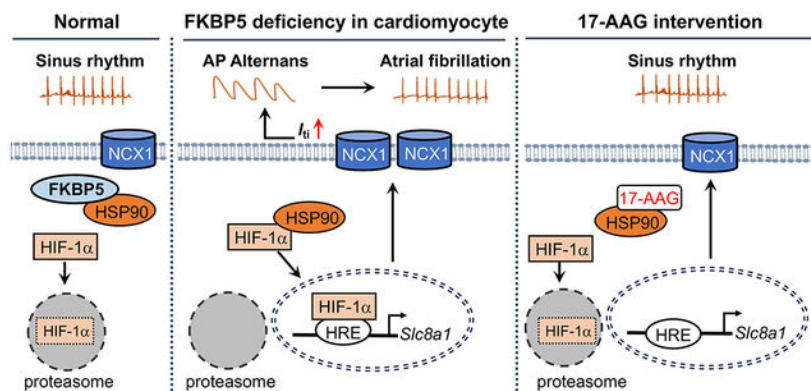 Normal
Sinus rhythm
NCX1
FKBP5
HSP90
HIF-1α
HIF-1α
proteasome
FKBP5 deficiency in cardiomyocyte
AP Alternans
Atrial fibrillation
Iti
NCX1
NCX1
HSP90
HIF-1α
HIF-1α
HRE
Slc8a1
proteasome
17-AAG intervention
Sinus rhythm
NCX1
17-AAG
HSP90
HIF-1α
HIF-1α
HRE
Slc8a1
proteasome